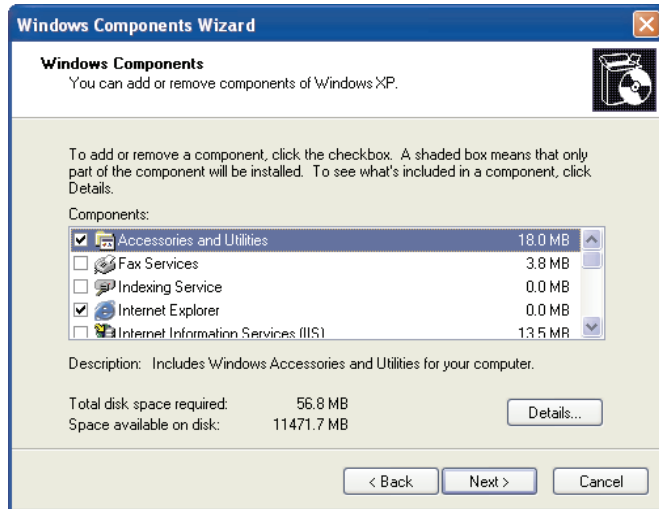 Windows Components Wizard
Windows Components
You can add or remove components of Windows XP.
To add or remove a component, click the checkbox. A shaded box means that only
part of the component will be installed. To see what's included in a component, click
Details.
Components:
Accessories and Utilities 18.0 MB
Fax Services 3.8 MB
Indexing Service 0.0 MB
Internet Explorer 0.0 MB
Internet Information Services (IIS) 13.5 MB
Description: Includes Windows Accessories and Utilities for your computer.
Total disk space required: 56.8 MB
Space available on disk: 11471.7 MB
Details...
< Back Next > Cancel